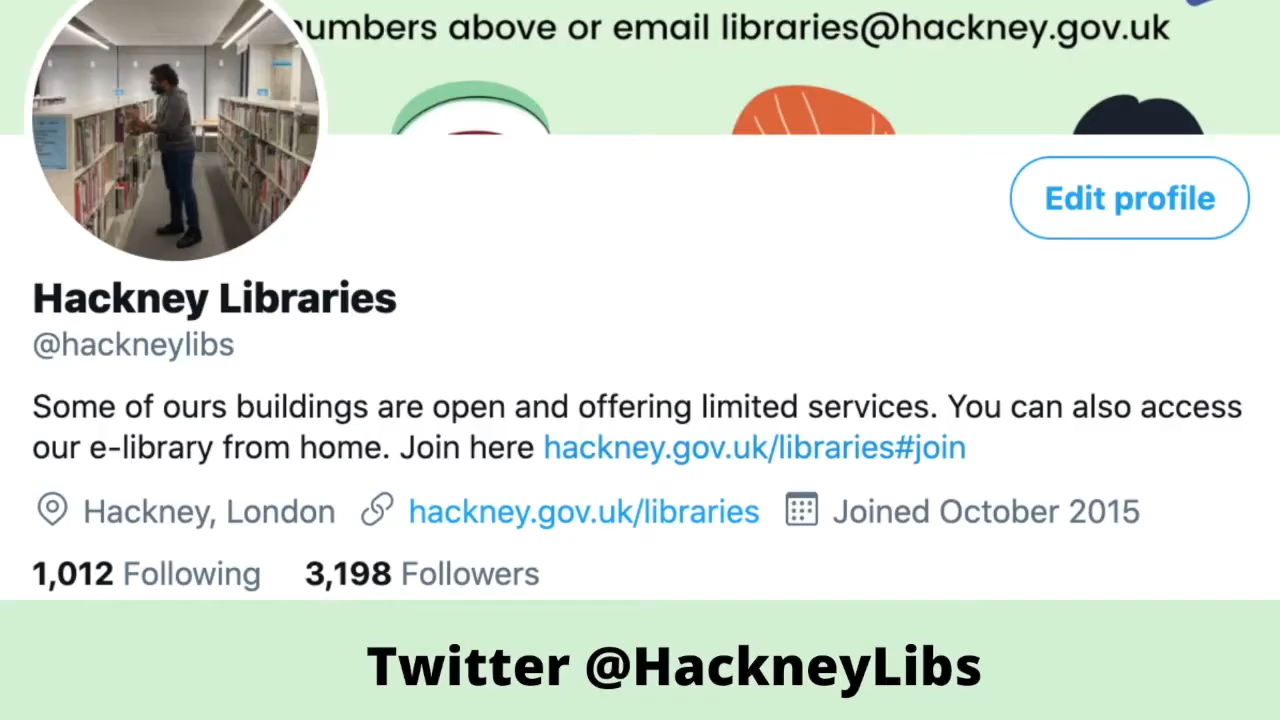 numbers above or email libraries@hackney.gov.uk
Edit profile
Hackney Libraries
@hackneylibs
Some of ours buildings are open and offering limited services. You can also access
our e-library from home. Join here hackney.gov.uk/libraries#join
Hackney, London hackney.gov.uk/libraries Joined October 2015
1,012 Following 3,198 Followers
Twitter @HackneyLibs